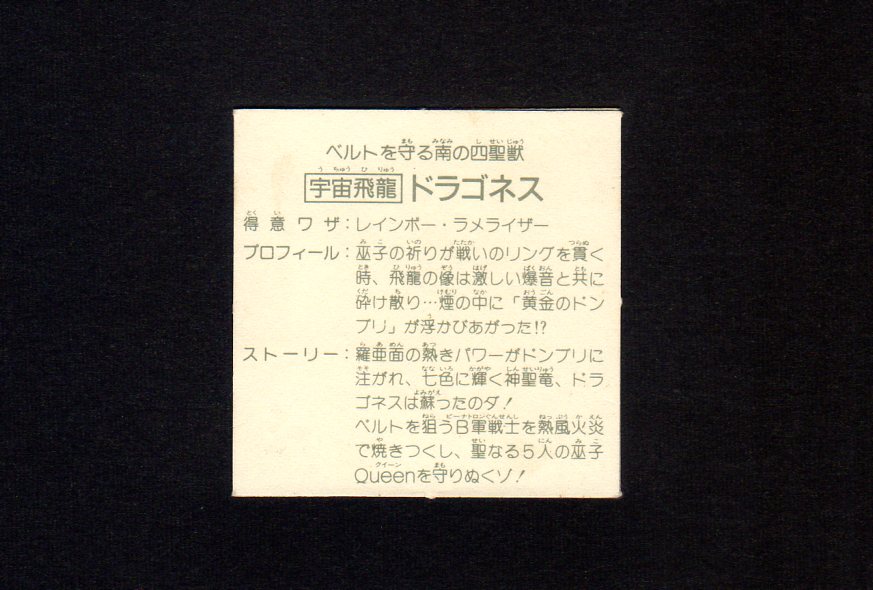 ベルトを守る南の四聖獣
宇宙飛龍 ドラゴネス
得意ワザ：レインボー・ラメライザー
プロフィール：巫子の祈りが戦いのリングを貫く
時、飛龍の像は激しい爆音と共に
砕け散り…煙の中に「黄金のドン
ブリ」が浮かびあがった!?
ストーリー：羅亜面の熱きパワーがドンブリに
注がれ、七色に輝く神聖竜、ドラ
ゴネスは蘇ったのダ！
ベルトを狙うB軍戦士を熱風火炎
で焼きつくし、聖なる5人の巫子
Queenを守りぬくゾ！